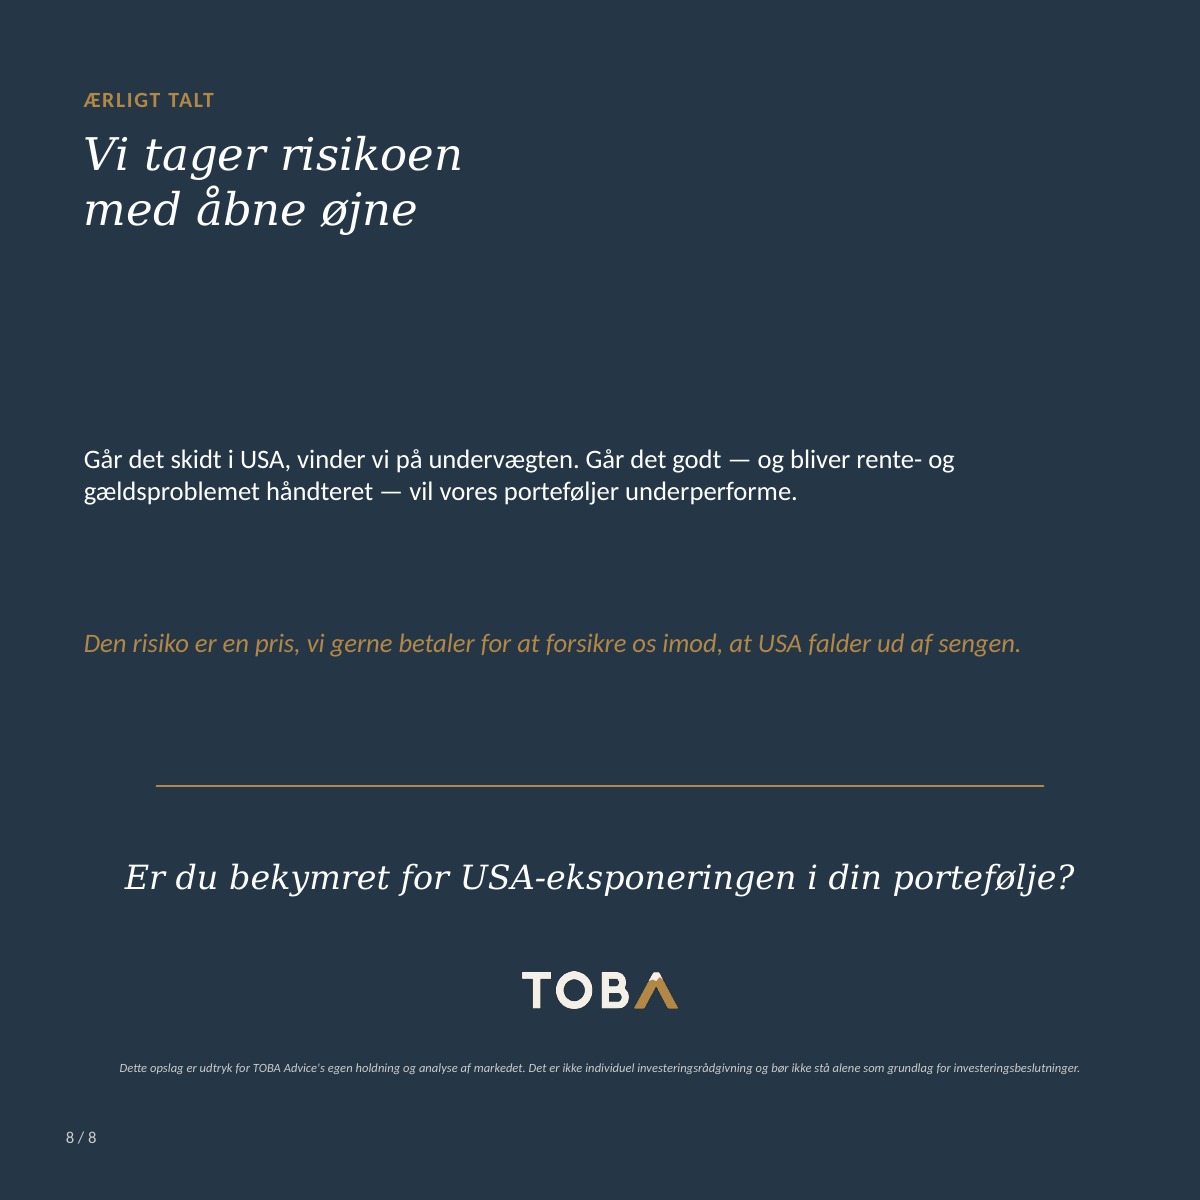 ÆRLIGT TALT
Vi tager risikoen
med åbne øjne
Går det skidt i USA, vinder vi på undervægten. Går det godt — og bliver rente- og
gældsproblemet håndteret — vil vores porteføljer underperforme.
Den risiko er en pris, vi gerne betaler for at forsikre os imod, at USA falder ud af sengen.
Er du bekymret for USA-eksponeringen i din portefølje?
TOBA
Dette opslag er udtryk for TOBA Advice's egen holdning og analyse af markedet. Det er ikke individuel investeringsrådgivning og bør ikke stå alene som grundlag for investeringsbeslutninger.
8 / 8